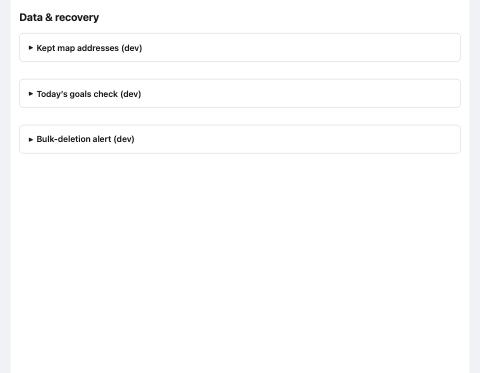 Data & recovery
▸ Kept map addresses (dev)
▸ Today's goals check (dev)
▸ Bulk-deletion alert (dev)